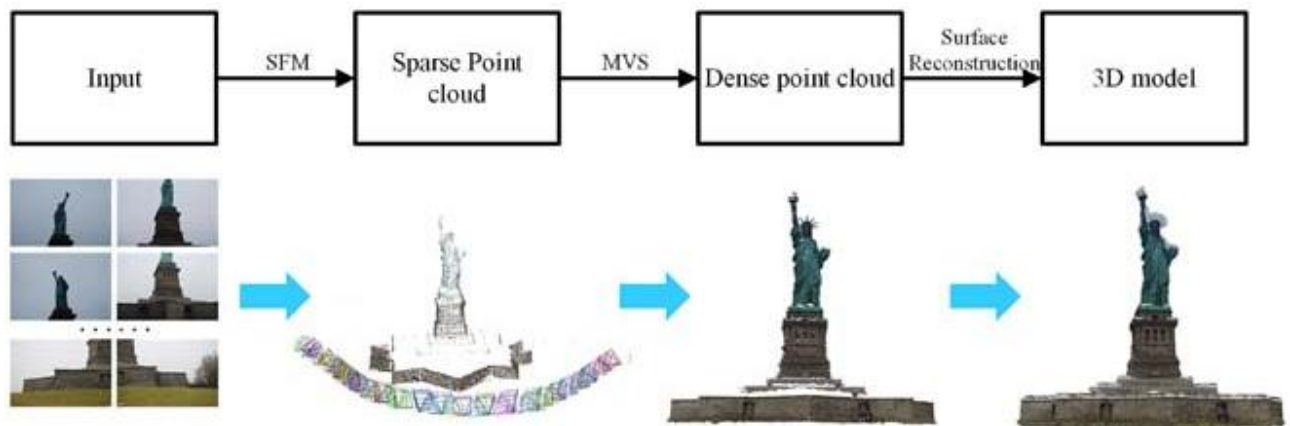 Input
SFM
Sparse Point
cloud
MVS
Dense point cloud
Surface
Reconstruction
3D model